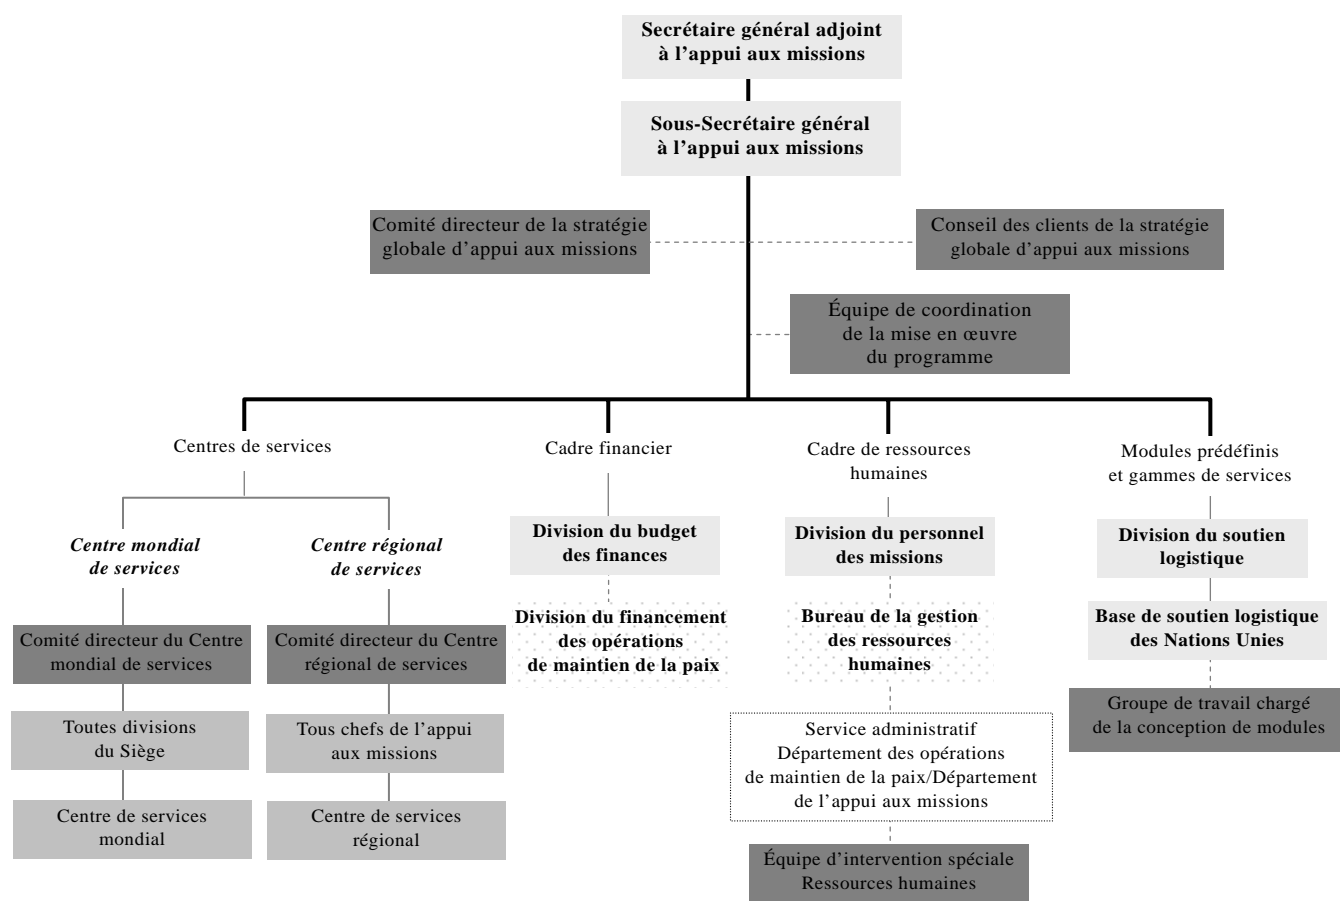 Secrétaire général adjoint
à l’appui aux missions
Sous-Secrétaire général
à l’appui aux missions
Comité directeur de la stratégie
globale d’appui aux missions
Conseil des clients de la stratégie
globale d’appui aux missions
Équipe de coordination
de la mise en œuvre
du programme
Centres de services
Cadre financier
Cadre de ressources
humaines
Modules prédéfinis
et gammes de services
Centre mondial
de services
Centre régional
de services
Division du budget
des finances
Division du personnel
des missions
Division du soutien
logistique
Division du financement
des opérations
de maintien de la paix
Bureau de la gestion
des ressources
humaines
Base de soutien logistique
des Nations Unies
Comité directeur du Centre
mondial de services
Comité directeur du Centre
régional de services
Groupe de travail chargé
de la conception de modules
Toutes divisions
du Siège
Tous chefs de l’appui
aux missions
Service administratif
Département des opérations
de maintien de la paix/Département
de l’appui aux missions
Centre de services
mondial
Centre de services
régional
Équipe d’intervention spéciale
Ressources humaines